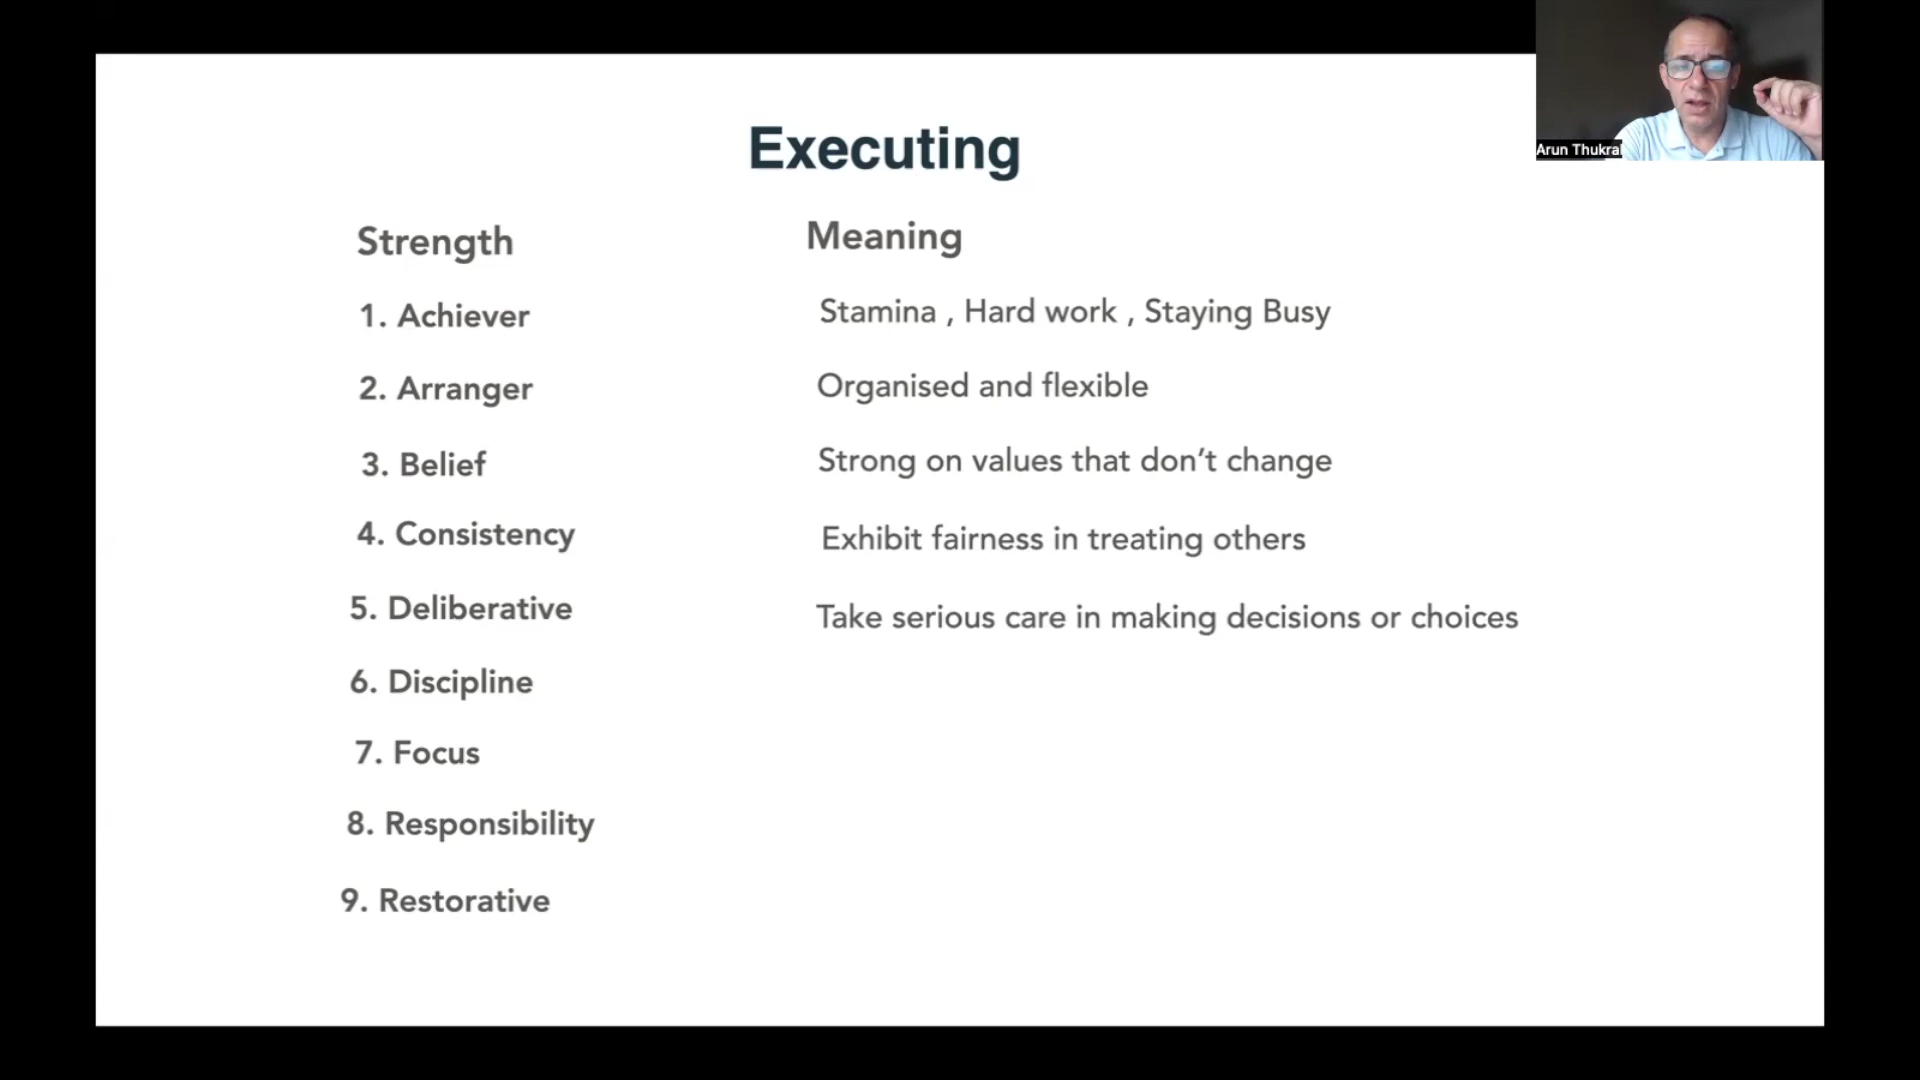 Executing
Arun Thukral
Strength Meaning
1. Achiever Stamina , Hard work , Staying Busy
2. Arranger Organised and flexible
3. Belief Strong on values that don’t change
4. Consistency Exhibit fairness in treating others
5. Deliberative Take serious care in making decisions or choices
6. Discipline
7. Focus
8. Responsibility
9. Restorative